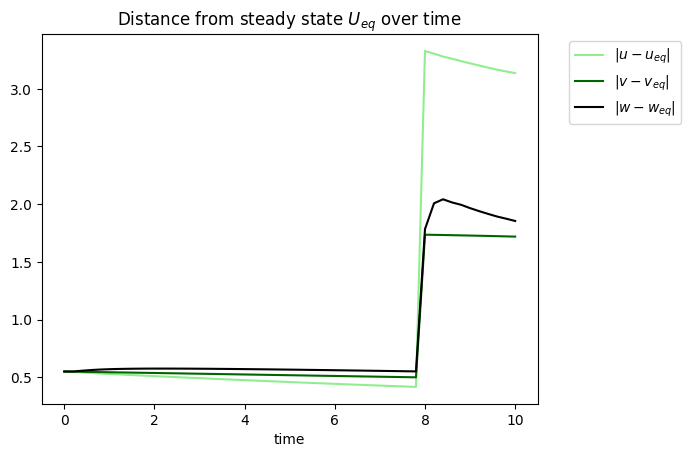 Distance from steady state $U_{eq}$ over time
3.0
2.5
2.0
1.5
1.0
0.5
0 2 4 6 8 10
time
$|u - u_{eq}|$
$|v - v_{eq}|$
$|w - w_{eq}|$